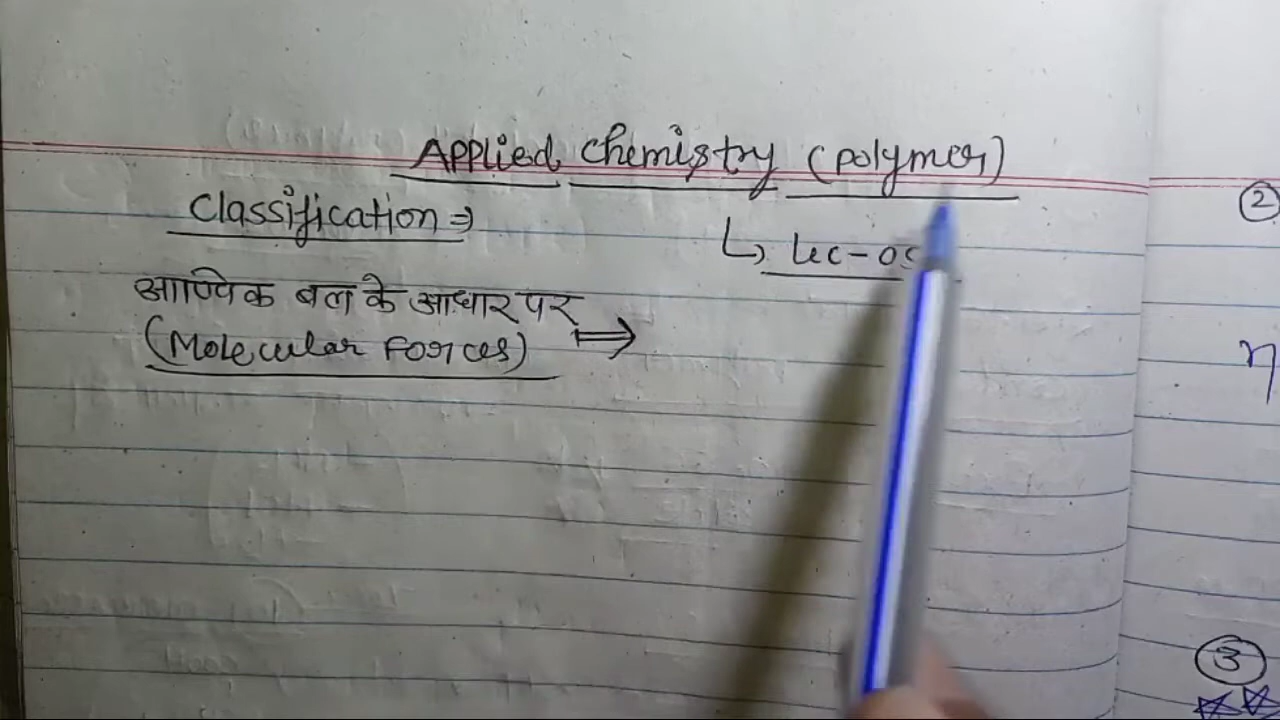 Applied Chemistry (Polymer)
Classification ⇒
↳ Lec-
आण्विक बल के आधार पर
(Molecular Forces) ⇒
2
η
3